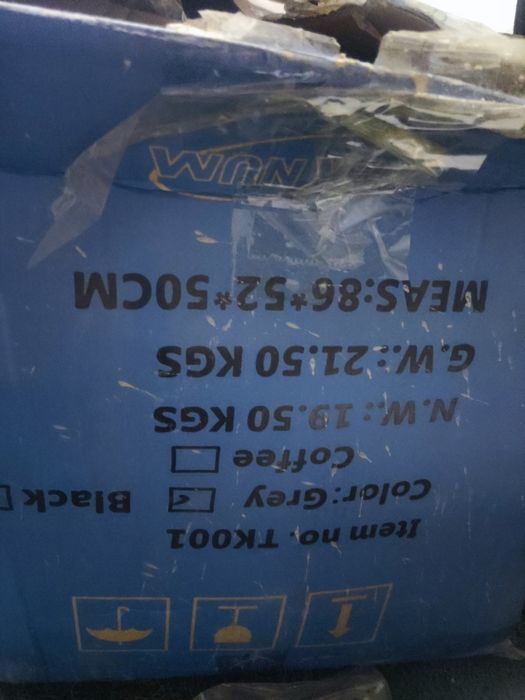 Item no. TK001
Color:Grey Black
Coffee
N.W.: 19.50 KGS
G.W.: 21.50 KGS
MEAS:86*52*50CM